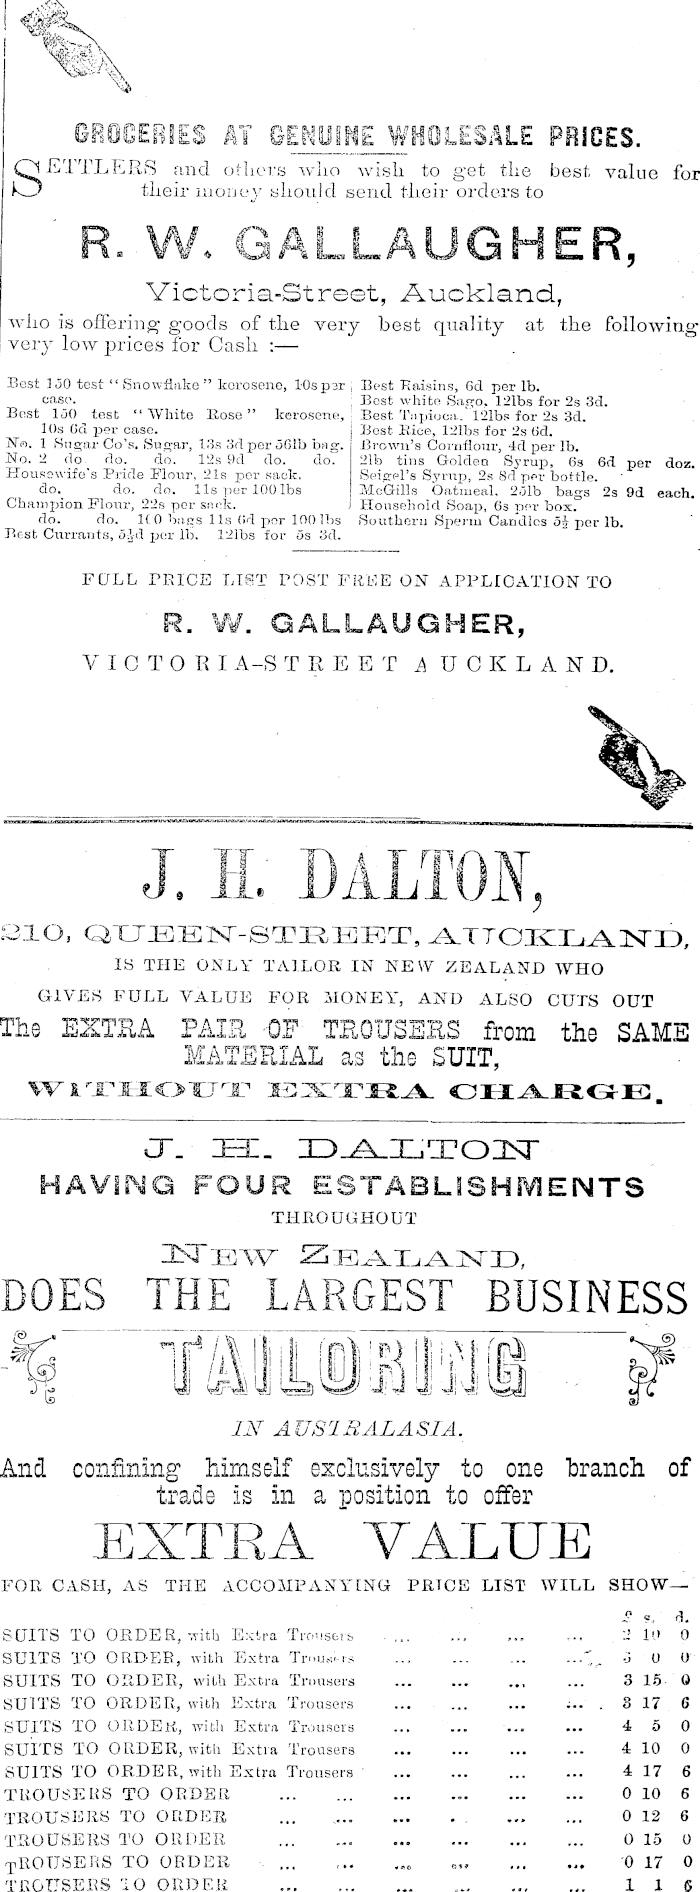 GROCERIES AT GENUINE WHOLESALE PRICES.
SETTLERS and others who wish to get the best value for
their money should send their orders to
R. W. GALLAUGHER,
Victoria-Street, Auckland,
who is offering goods of the very best quality at the following
very low prices for Cash :—
Best 150 test "Snowflake" kerosene, 10s per
case.
Best 150 test "White Rose" kerosene,
10s 6d per case.
No. 1 Sugar Co's. Sugar, 13s 3d per 56lb bag.
No. 2 do do. do. 12s 9d do. do.
Housewife's Pride Flour, 21s per sack.
do. do. do. 11s per 100lbs
Champion Flour, 22s per sack.
do. do. 100 bags 11s 6d per 100lbs
Best Currants, 5½d per lb. 12lbs for 5s 3d.
Best Raisins, 6d per lb.
Best white Sago, 12lbs for 2s 3d.
Best Tapioca, 12lbs for 2s 3d.
Best Rice, 12lbs for 2s 6d.
Brown's Cornflour, 4d per lb.
2lb tins Golden Syrup, 6s 6d per doz.
Seigel's Syrup, 2s 8d per bottle.
McGills Oatmeal, 25lb bags 2s 9d each.
Household Soap, 6s per box.
Southern Sperm Candles 5½ per lb.
FULL PRICE LIST POST FREE ON APPLICATION TO
R. W. GALLAUGHER,
VICTORIA-STREET AUCKLAND.
J. H. DALTON,
210, QUEEN-STREET, AUCKLAND,
IS THE ONLY TAILOR IN NEW ZEALAND WHO
GIVES FULL VALUE FOR MONEY, AND ALSO CUTS OUT
The EXTRA PAIR OF TROUSERS from the SAME
MATERIAL as the SUIT,
WITHOUT EXTRA CHARGE.
J. H. DALTON
HAVING FOUR ESTABLISHMENTS
THROUGHOUT
NEW ZEALAND,
DOES THE LARGEST BUSINESS
TAILORING
IN AUSTRALASIA.
And confining himself exclusively to one branch of
trade is in a position to offer
EXTRA VALUE
FOR CASH, AS THE ACCOMPANYING PRICE LIST WILL SHOW—
£ s. d.
SUITS TO ORDER, with Extra Trousers ... ... ... ... 2 10 0
SUITS TO ORDER, with Extra Trousers ... ... ... ... 3 0 0
SUITS TO ORDER, with Extra Trousers ... ... ... ... 3 15 0
SUITS TO ORDER, with Extra Trousers ... ... ... ... 3 17 6
SUITS TO ORDER, with Extra Trousers ... ... ... ... 4 5 0
SUITS TO ORDER, with Extra Trousers ... ... ... ... 4 10 0
SUITS TO ORDER, with Extra Trousers ... ... ... ... 4 17 6
TROUSERS TO ORDER ... ... ... ... ... ... 0 10 6
TROUSERS TO ORDER ... ... ... . ... ... 0 12 6
TROUSERS TO ORDER ... ... ... ... ... ... 0 15 0
TROUSERS TO ORDER ... ... ... ... ... ... 0 17 0
TROUSERS TO ORDER ... ... ... ... ... ... 1 1 6